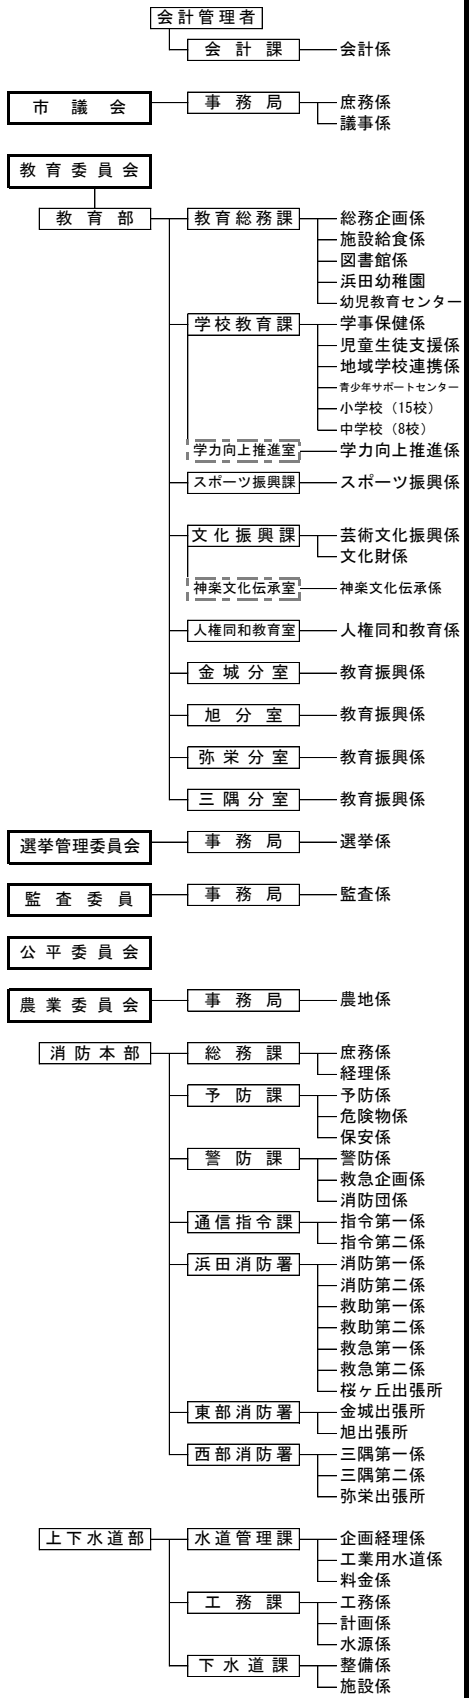 会計管理者
会計課 会計係
市議会 事務局 庶務係
議事係
教育委員会
教育部 教育総務課 総務企画係
施設給食係
図書館係
浜田幼稚園
幼児教育センター
学校教育課 学事保健係
児童生徒支援係
地域学校連携係
青少年サポートセンター
小学校（15校）
中学校（8校）
学力向上推進室 学力向上推進係
スポーツ振興課 スポーツ振興係
文化振興課 芸術文化振興係
文化財係
神楽文化伝承室 神楽文化伝承係
人権同和教育室 人権同和教育係
金城分室 教育振興係
旭分室 教育振興係
弥栄分室 教育振興係
三隅分室 教育振興係
選挙管理委員会 事務局 選挙係
監査委員 事務局 監査係
公平委員会
農業委員会 事務局 農地係
消防本部 総務課 庶務係
経理係
予防課 予防係
危険物係
保安係
警防課 警防係
救急企画係
消防団係
通信指令課 指令第一係
指令第二係
浜田消防署 消防第一係
消防第二係
救助第一係
救助第二係
救急第一係
救急第二係
桜ヶ丘出張所
東部消防署 金城出張所
旭出張所
西部消防署 三隅第一係
三隅第二係
弥栄出張所
上下水道部 水道管理課 企画経理係
工業用水道係
料金係
工務課 工務係
計画係
水源係
下水道課 整備係
施設係